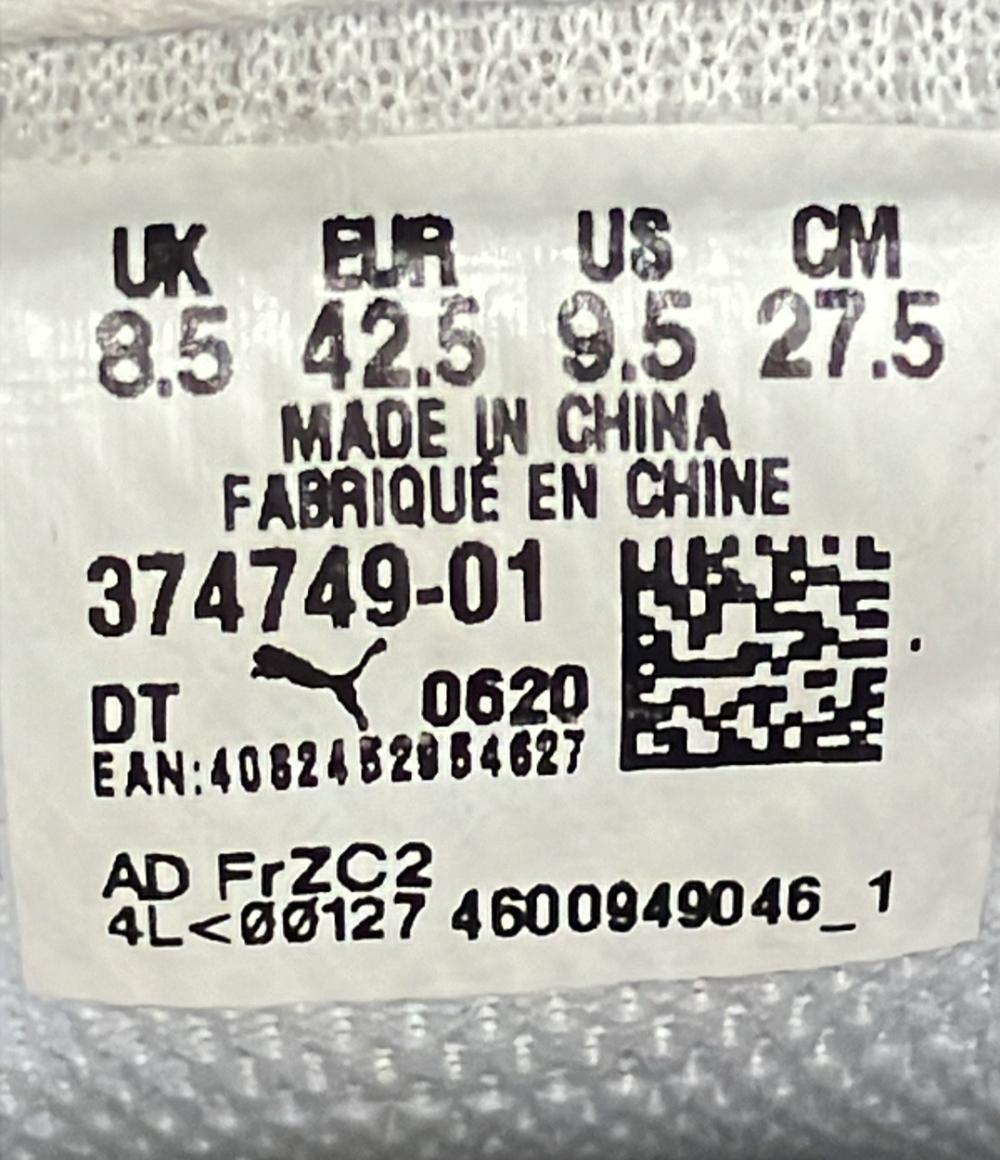 UK EUR US CM
8.5 42.5 9.5 27.5
MADE IN CHINA
FABRIQUÉ EN CHINE
374749-01
DT 0620
EAN:4062452954627
AD FrZC2
4L<00127 4600949046_1